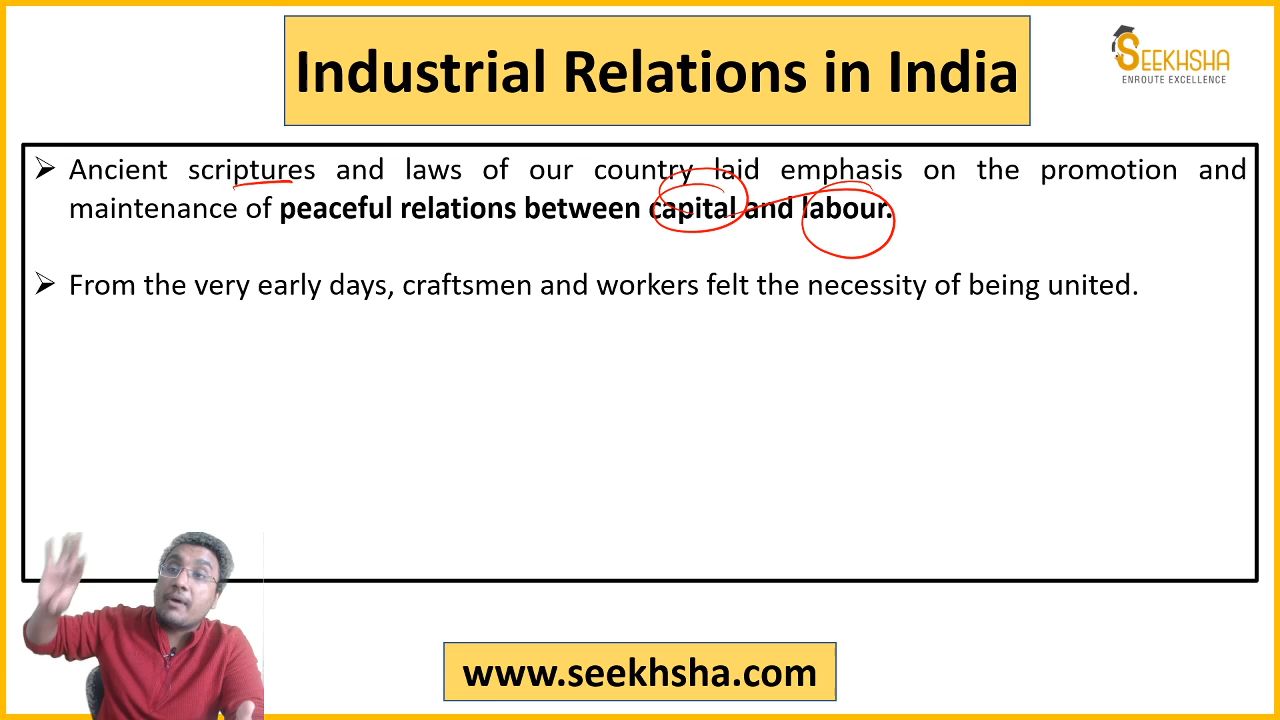 Industrial Relations in India
SEEKHSHA
ENROUTE EXCELLENCE
➢ Ancient scriptures and laws of our country laid emphasis on the promotion and
maintenance of peaceful relations between capital and labour.
➢ From the very early days, craftsmen and workers felt the necessity of being united.
www.seekhsha.com